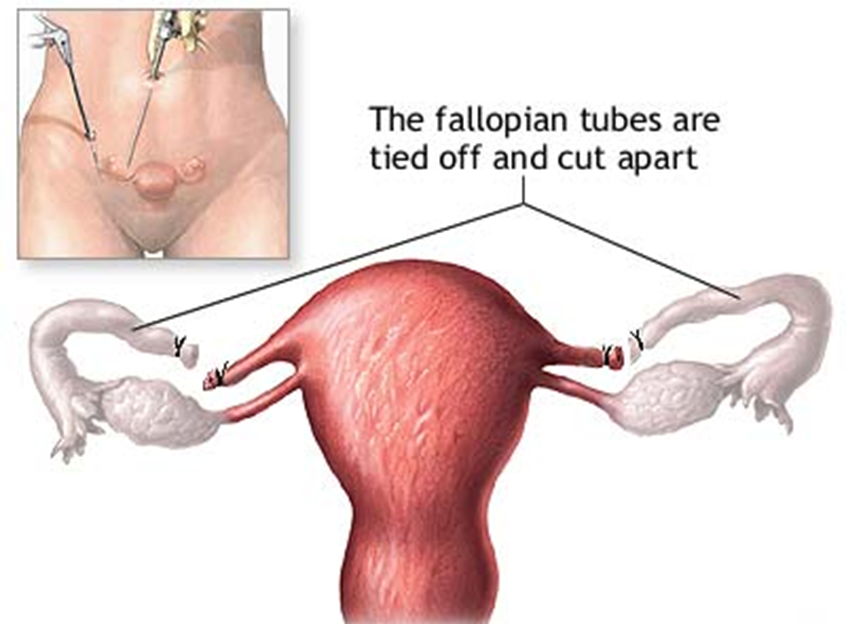 The fallopian tubes are
tied off and cut apart